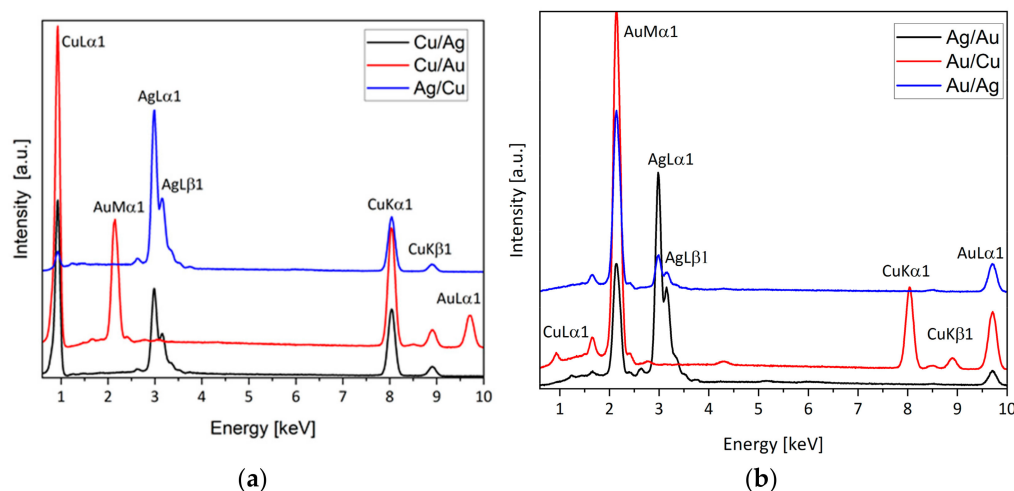 CuLα1
Cu/Ag
Cu/Au
Ag/Cu
AgLα1
AgLβ1
AuMα1
CuKα1
CuKβ1
AuLα1
Intensity [a.u.]
1 2 3 4 5 6 7 8 9 10
Energy [keV]
(a)
AuMα1
Ag/Au
Au/Cu
Au/Ag
AgLα1
AgLβ1
CuKα1
AuLα1
CuLα1
CuKβ1
Intensity [a.u.]
1 2 3 4 5 6 7 8 9 10
Energy [keV]
(b)